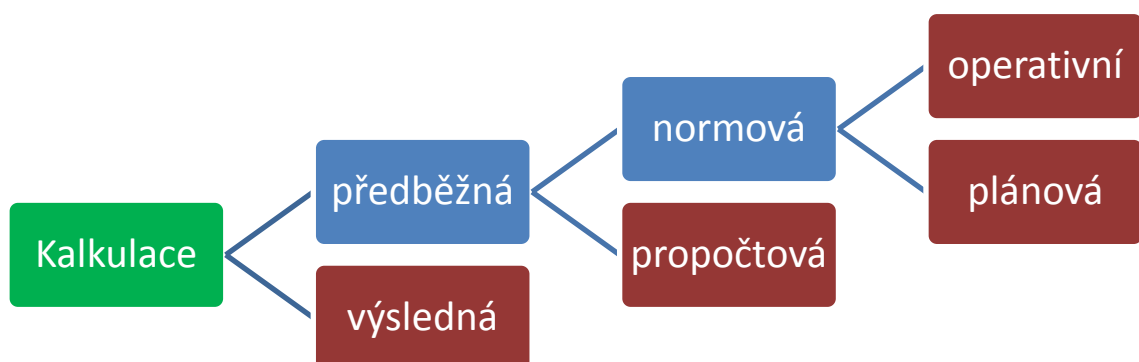 Kalkulace
předběžná
výsledná
normová
propočtová
operativní
plánová